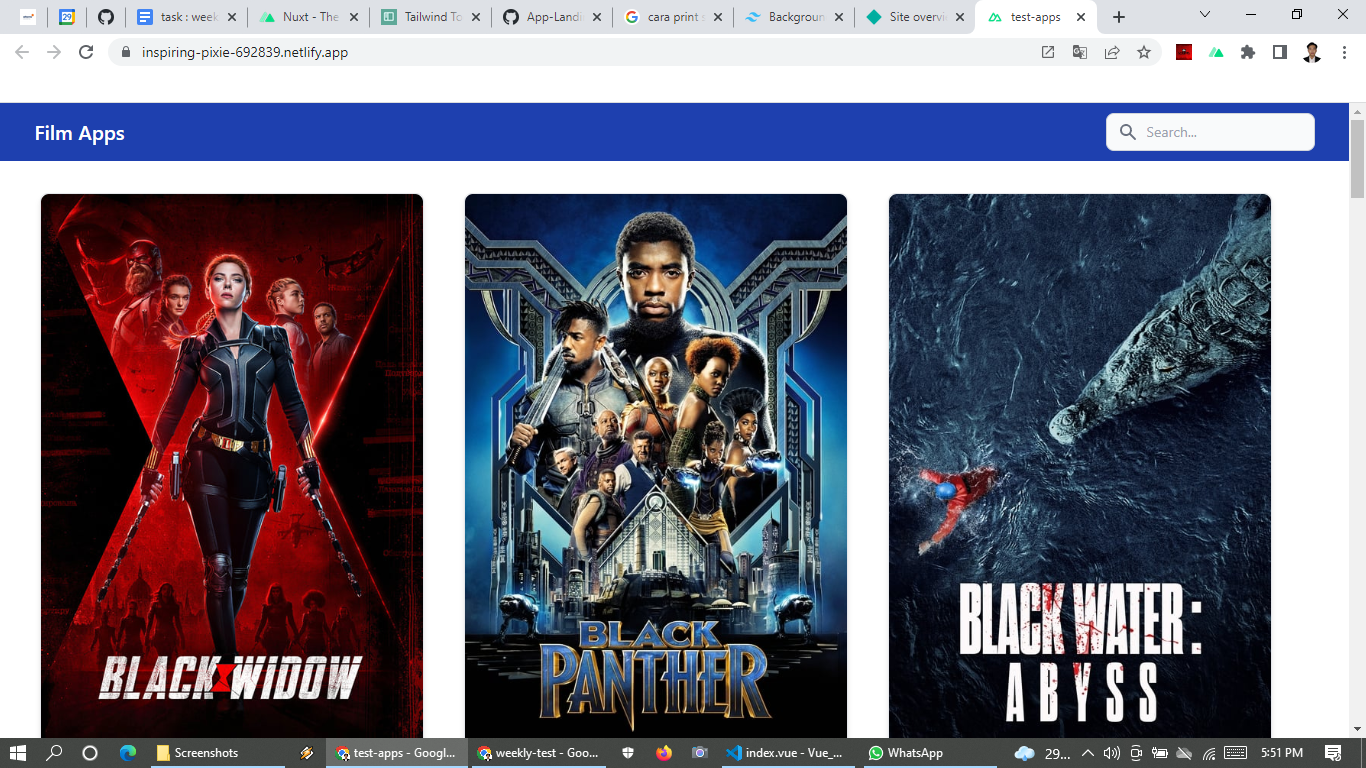 task : week
Nuxt - The
Tailwind To
App-Landi
cara print s
Backgroun
Site overvi
test-apps
inspiring-pixie-692839.netlify.app
Film Apps
Search...
BLACK WIDOW
BLACK
PANTHER
BLACK WATER:
ABYSS
Screenshots
test-apps - Googl...
weekly-test - Goo...
index.vue - Vue_...
WhatsApp
29...
5:51 PM